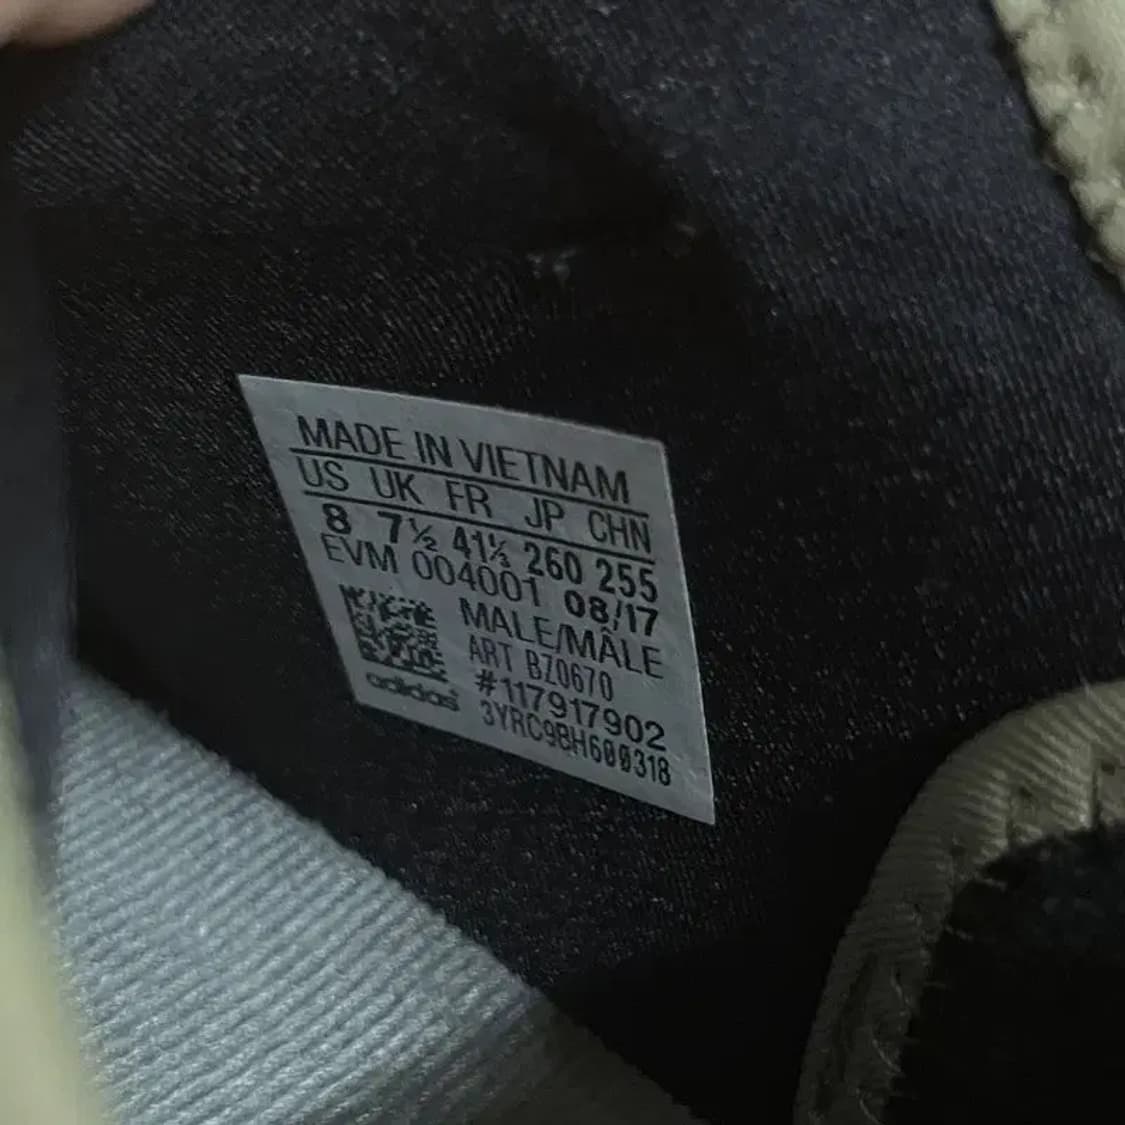 MADE IN VIETNAM
US UK FR JP CHN
8 7½ 41⅓ 260 255
EVM 004001 08/17
MALE/MÂLE
ART BZ0670
#117917902
adidas
3YRC9BH600318